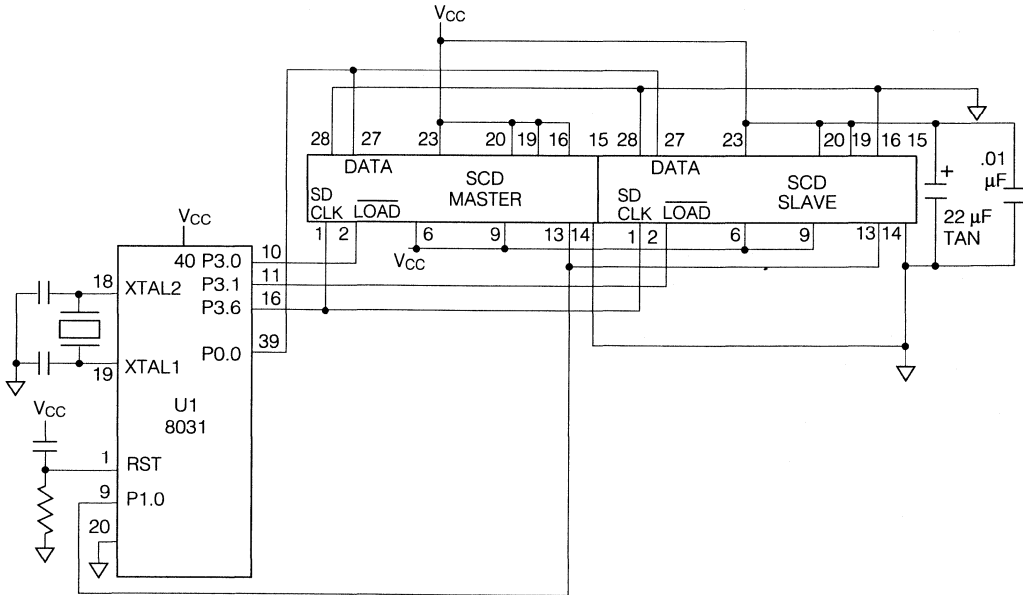 VCC
28 27 23 20 19 16 15 28 27 23 20 19 16 15
DATA
SCD
MASTER
SD
CLK
LOAD
DATA
SCD
SLAVE
SD
CLK
LOAD
+
22 µF
TAN
.01
µF
1 2 6 9 13 14 1 2 6 9 13 14
VCC
VCC
40 P3.0 10
P3.1 11
P3.6 16
P0.0 39
18 XTAL2
19 XTAL1
U1
8031
VCC
1 RST
9 P1.0
20